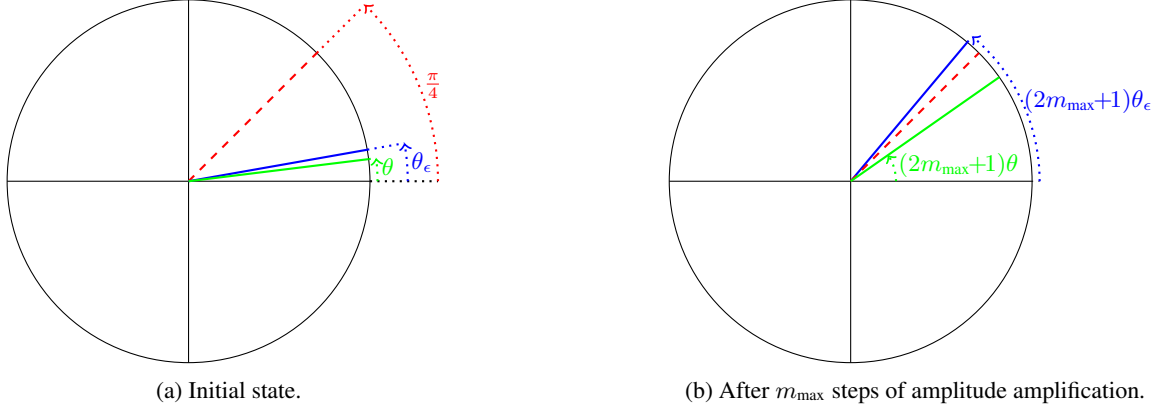 π/4
θ_ϵ
θ
(2m_max+1)θ_ϵ
(2m_max+1)θ
(a) Initial state.
(b) After m_max steps of amplitude amplification.